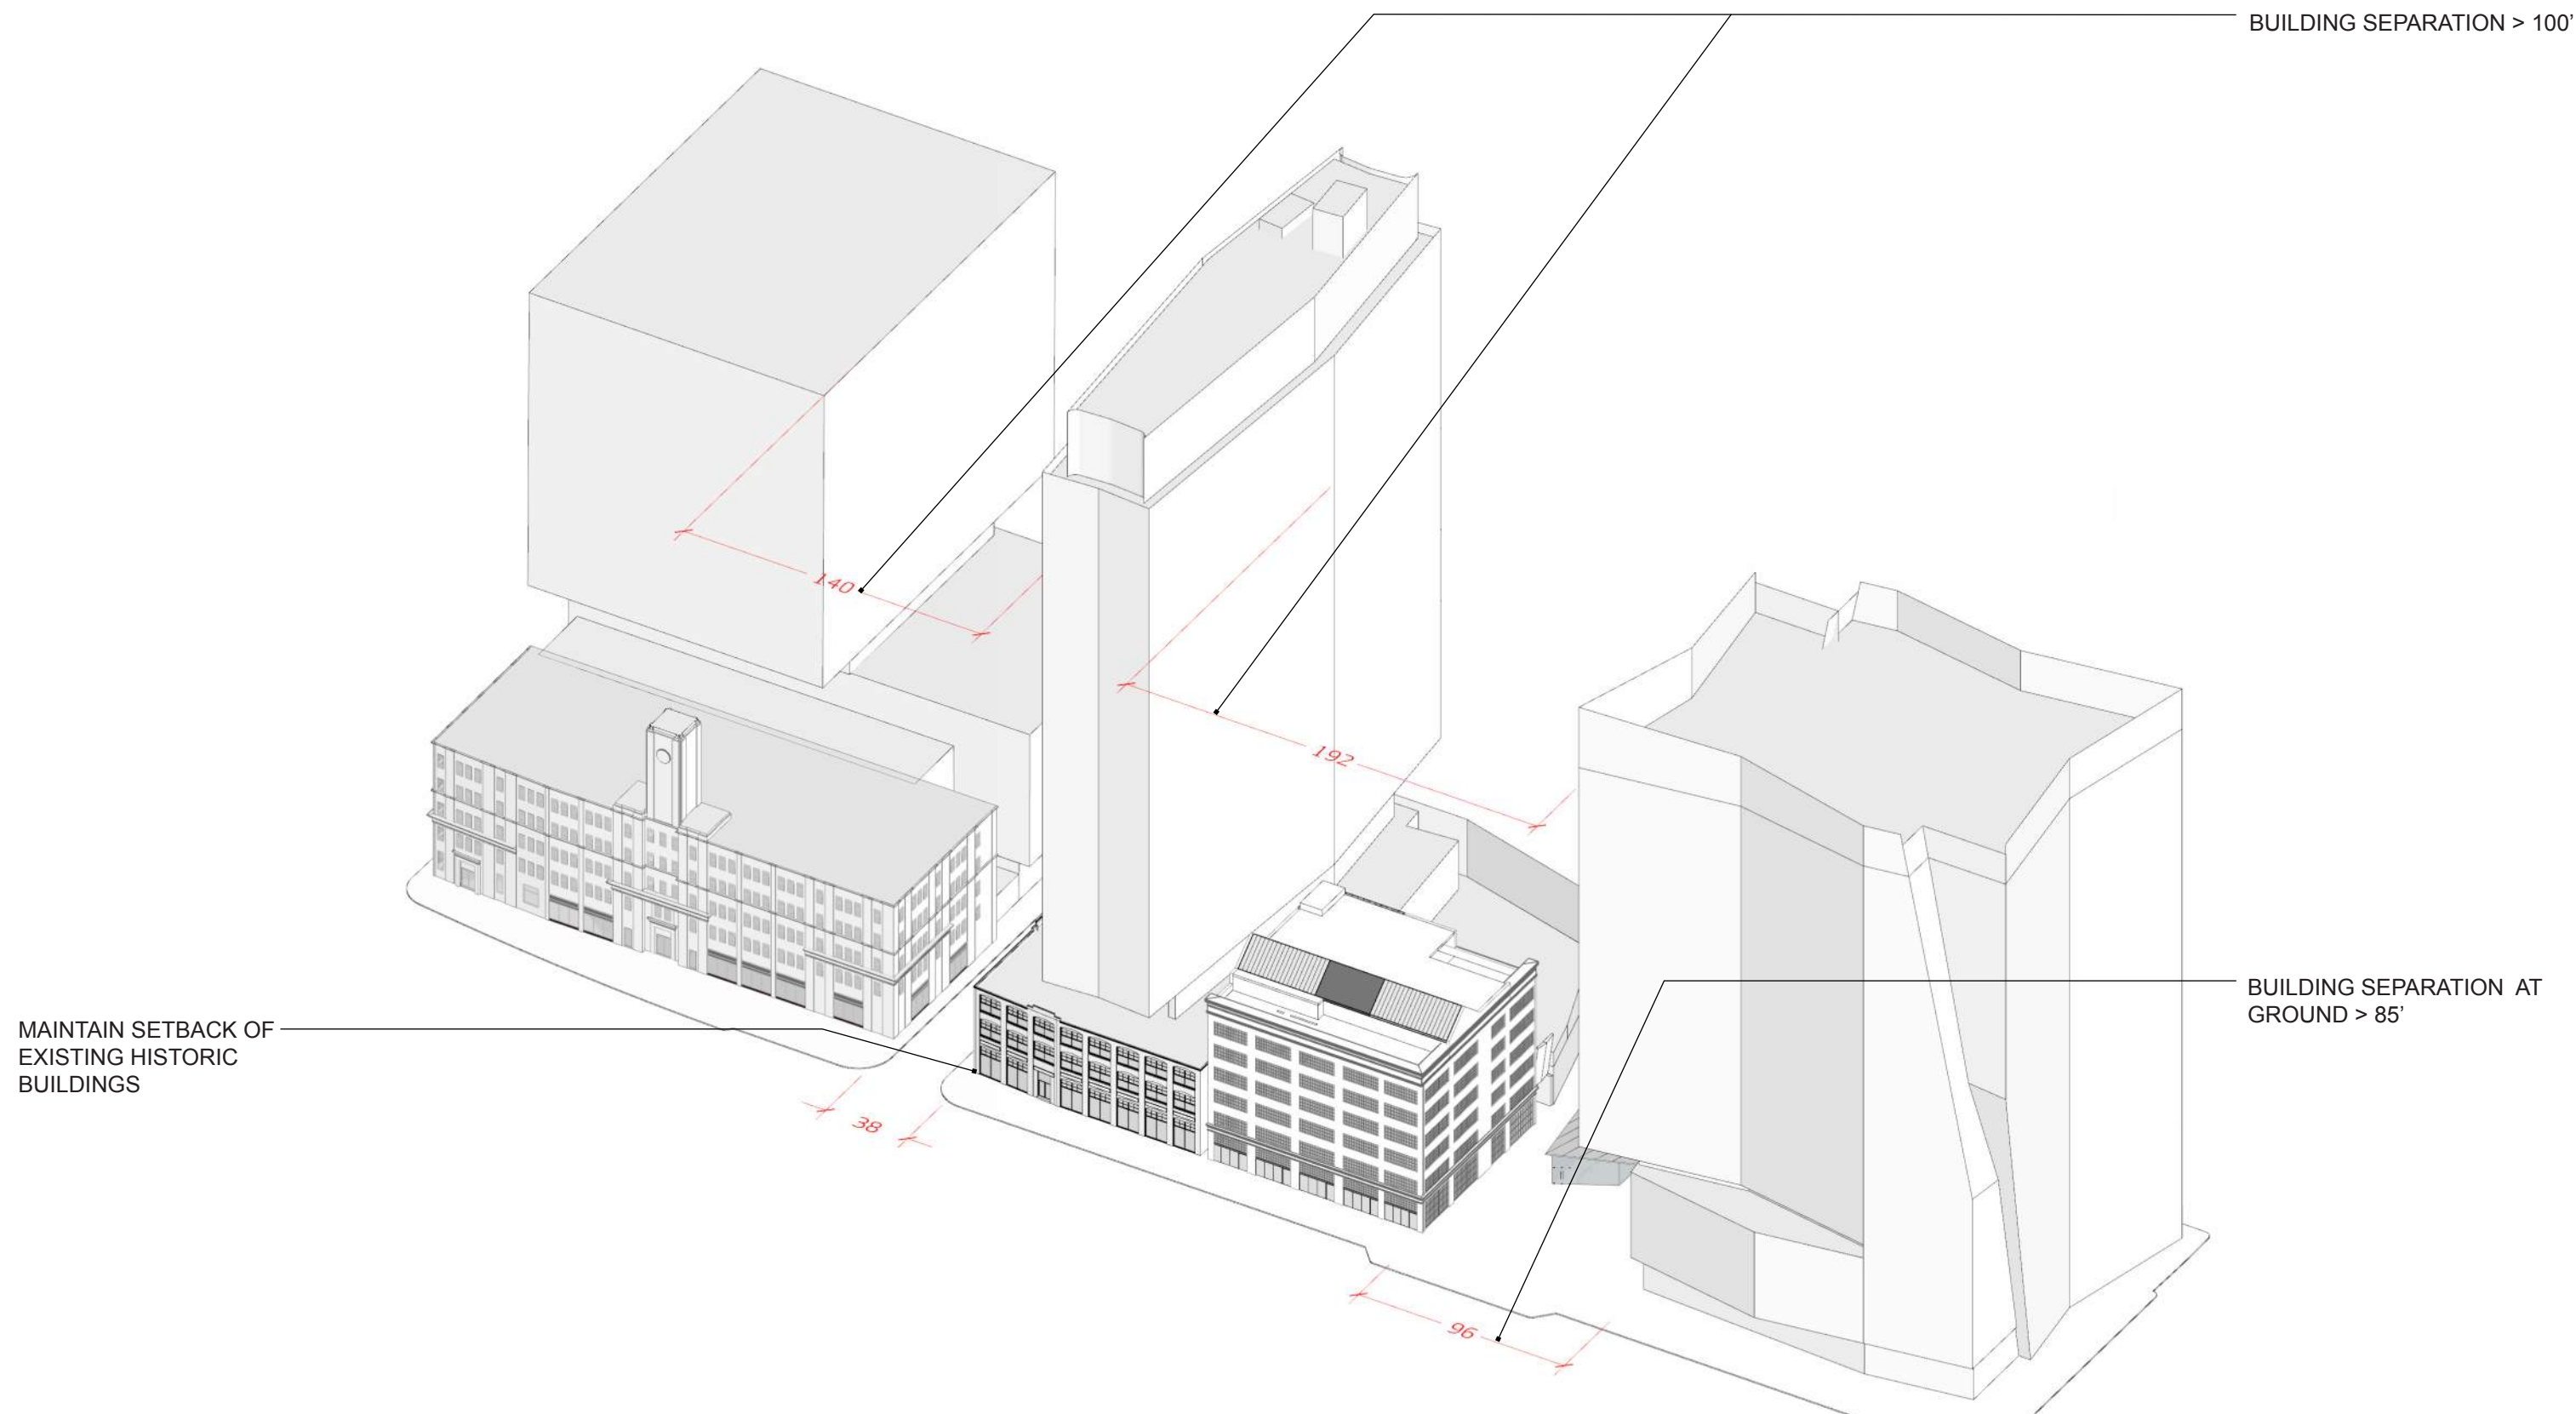 BUILDING SEPARATION > 100’
140
192
MAINTAIN SETBACK OF
EXISTING HISTORIC
BUILDINGS
BUILDING SEPARATION  AT
GROUND > 85’
38
96